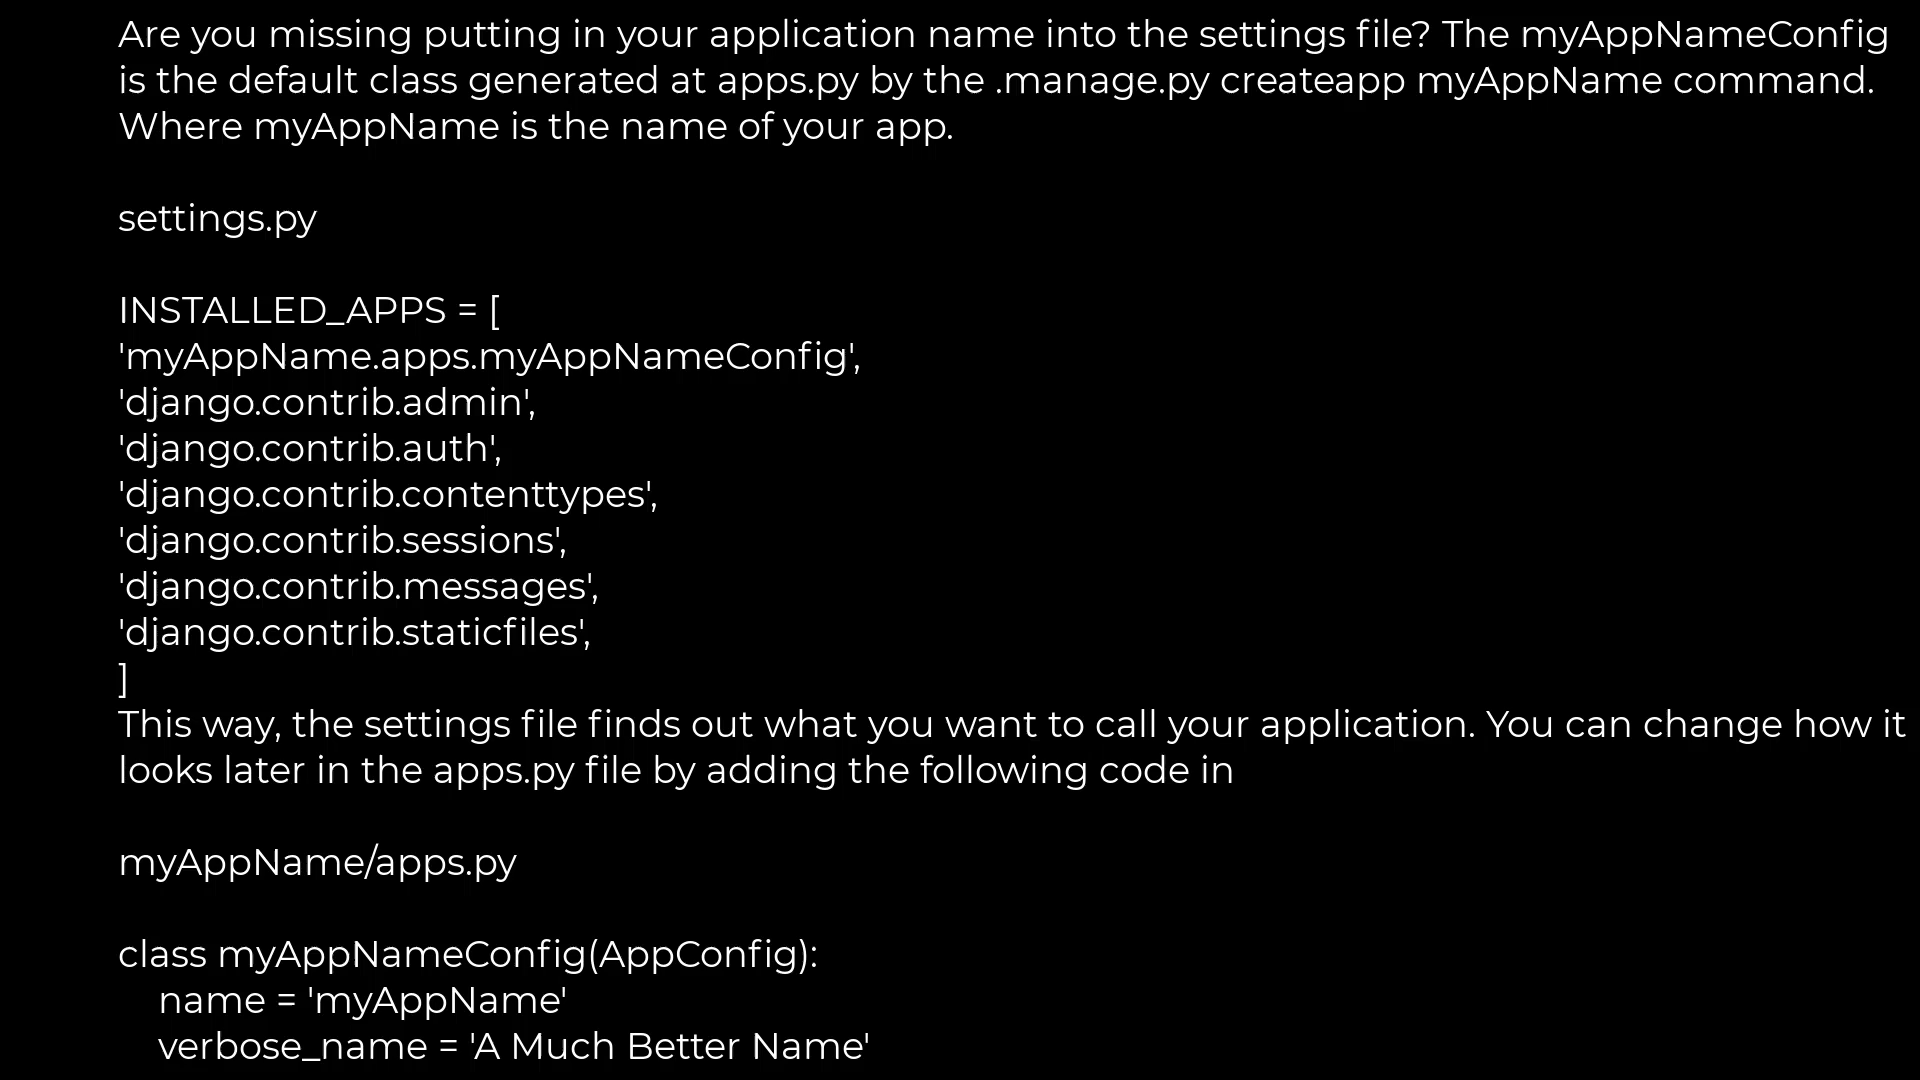 Are you missing putting in your application name into the settings file? The myAppNameConfig
is the default class generated at apps.py by the .manage.py createapp myAppName command.
Where myAppName is the name of your app.
settings.py
INSTALLED_APPS = [
'myAppName.apps.myAppNameConfig',
'django.contrib.admin',
'django.contrib.auth',
'django.contrib.contenttypes',
'django.contrib.sessions',
'django.contrib.messages',
'django.contrib.staticfiles',
]
This way, the settings file finds out what you want to call your application. You can change how it
looks later in the apps.py file by adding the following code in
myAppName/apps.py
class myAppNameConfig(AppConfig):
name = 'myAppName'
verbose_name = 'A Much Better Name'